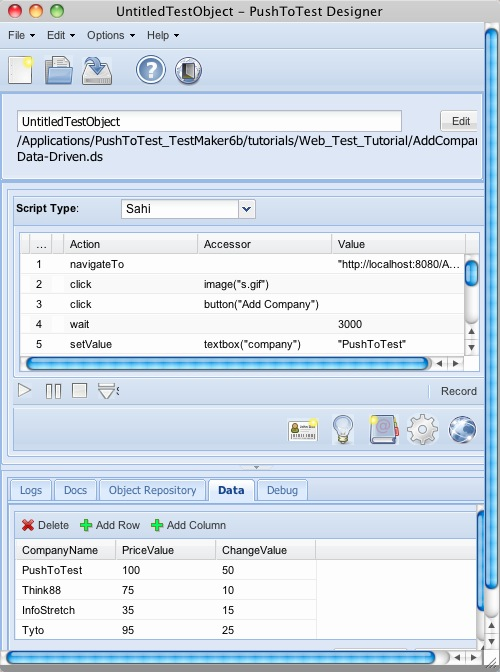 UntitledTestObject - PushToTest Designer
File Edit Options Help
UntitledTestObject Edit
/Applications/PushToTest_TestMaker6b/tutorials/Web_Test_Tutorial/AddCompan
Data-Driven.ds
Script Type: Sahi
... Action Accessor Value
1 navigateTo "http://localhost:8080/A...
2 click image("s.gif")
3 click button("Add Company")
4 wait 3000
5 setValue textbox("company") "PushToTest"
Record
Logs Docs Object Repository Data Debug
Delete Add Row Add Column
CompanyName PriceValue ChangeValue
PushToTest 100 50
Think88 75 10
InfoStretch 35 15
Tyto 95 25